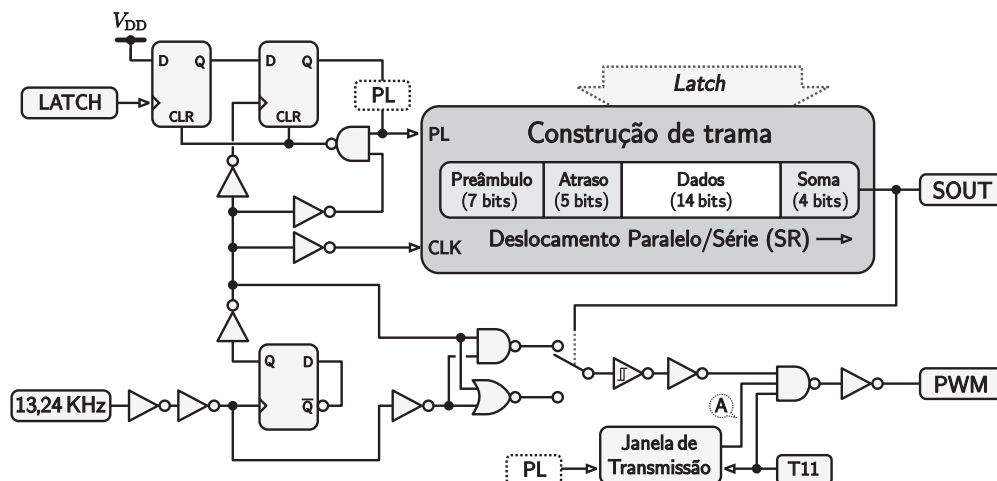 VDD
D Q
CLR
D Q
CLR
LATCH
PL
Latch
PL
Construção de trama
Preâmbulo
(7 bits)
Atraso
(5 bits)
Dados
(14 bits)
Soma
(4 bits)
SOUT
CLK
Deslocamento Paralelo/Série (SR)
Q D
Q
13,24 KHz
PWM
A
Janela de
Transmissão
PL
T11